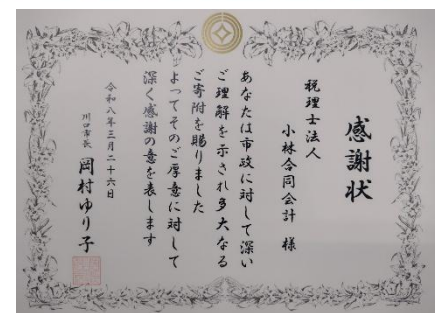 感謝状
税理士法人
小林合同会計 様
あなたは市政に対して深い
ご理解を示され多大なる
ご寄附を賜りました
よってそのご厚意に対して
深く感謝の意を表します
令和八年三月二十六日
川口市長 岡村ゆり子